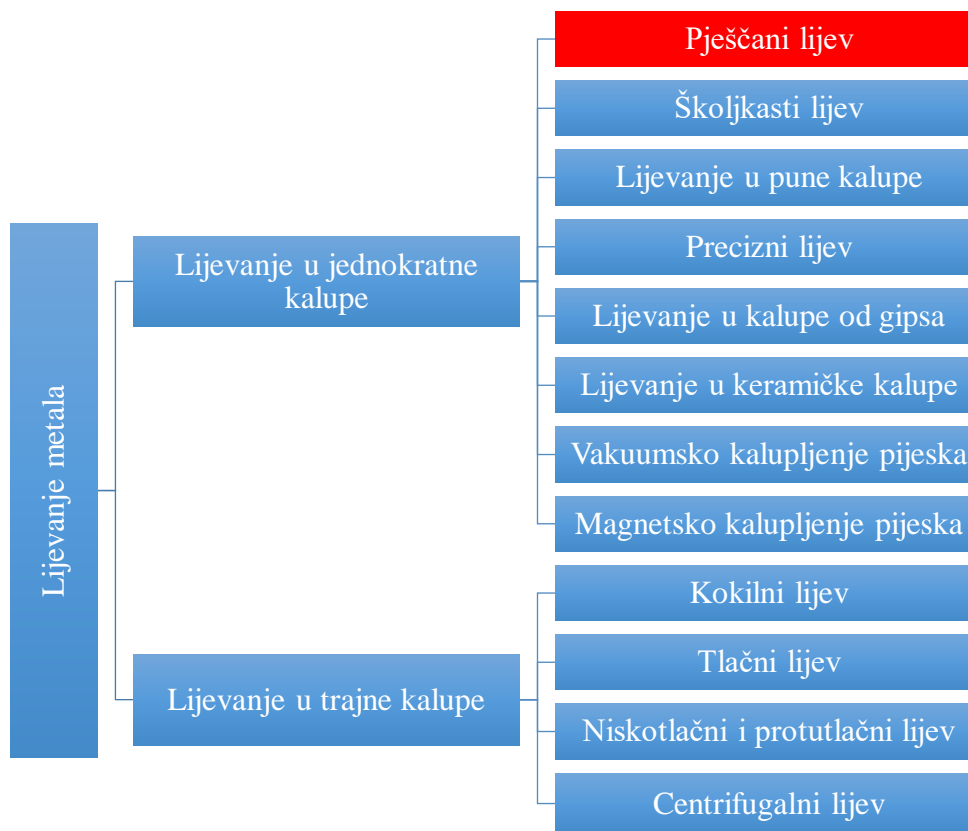 Lijevanje metala
Lijevanje u jednokratne
kalupe
Pješčani lijev
Školjkasti lijev
Lijevanje u pune kalupe
Precizni lijev
Lijevanje u kalupe od gipsa
Lijevanje u keramičke kalupe
Vakuumsko kalupljenje pijeska
Magnetsko kalupljenje pijeska
Lijevanje u trajne kalupe
Kokilni lijev
Tlačni lijev
Niskotlačni i protutlačni lijev
Centrifugalni lijev